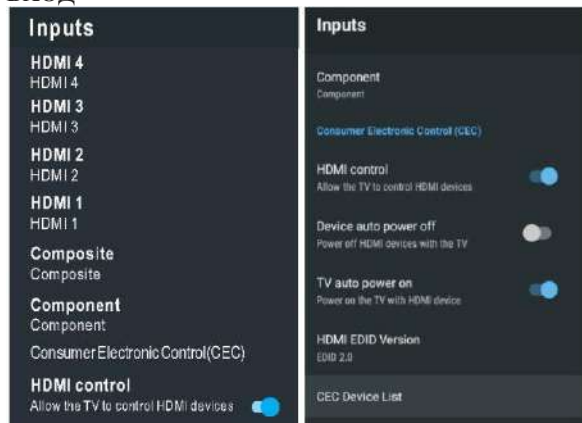 Inputs
HDMI 4
HDMI 4
HDMI 3
HDMI 3
HDMI 2
HDMI 2
HDMI 1
HDMI 1
Composite
Composite
Component
Component
Consumer Electronic Control (CEC)
HDMI control
Allow the TV to control HDMI devices
Inputs
Component
Component
Consumer Electronic Control (CEC)
HDMI control
Allow the TV to control HDMI devices
Device auto power off
Power off HDMI devices with the TV
TV auto power on
Power on the TV with HDMI device
HDMI EDID Version
EDID 2.0
CEC Device List